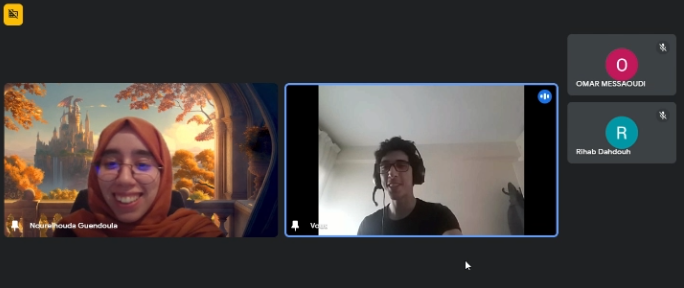 O
OMAR MESSAOUDI
R
Rihab Dahdouh
Nourelhouda Guendoula
Vous